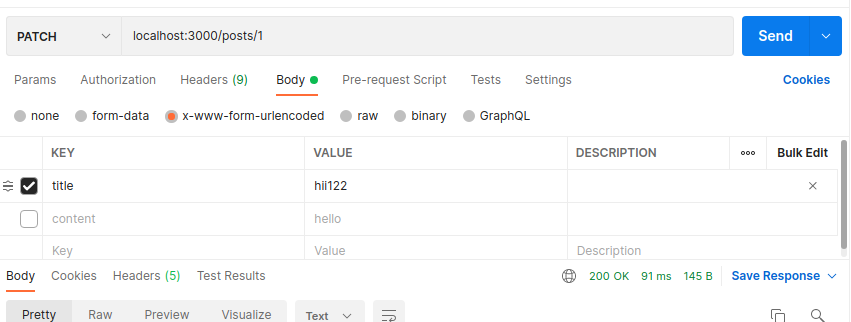 PATCH localhost:3000/posts/1 Send
Params Authorization Headers (9) Body Pre-request Script Tests Settings Cookies
none form-data x-www-form-urlencoded raw binary GraphQL
KEY VALUE DESCRIPTION ooo Bulk Edit
title hii122
content hello
Key Value Description
Body Cookies Headers (5) Test Results 200 OK 91 ms 145 B Save Response
Pretty Raw Preview Visualize Text